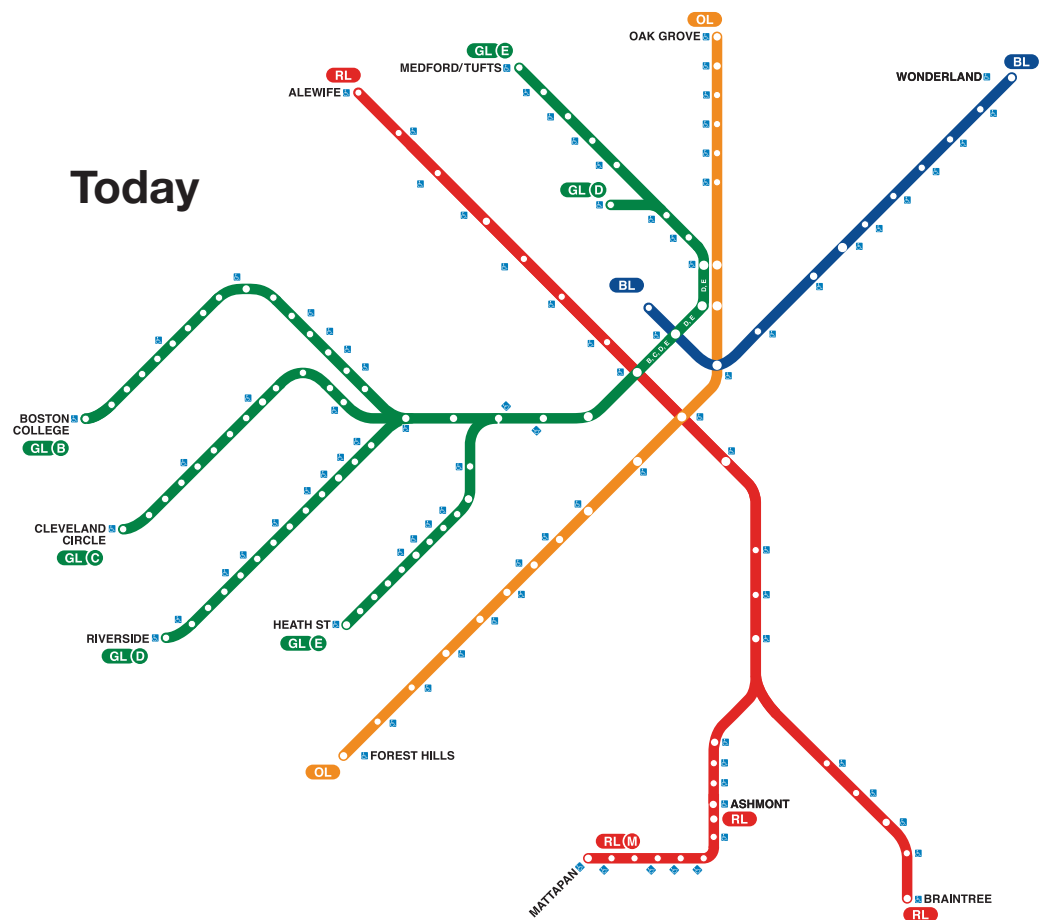 OL
OAK GROVE
GL E
MEDFORD/TUFTS
BL
WONDERLAND
RL
ALEWIFE
Today
GL D
BL
D, E
D, E
B, C, D, E
BOSTON
COLLEGE
GL B
CLEVELAND
CIRCLE
GL C
HEATH ST
GL E
RIVERSIDE
GL D
FOREST HILLS
OL
ASHMONT
RL
RL M
MATTAPAN
BRAINTREE
RL